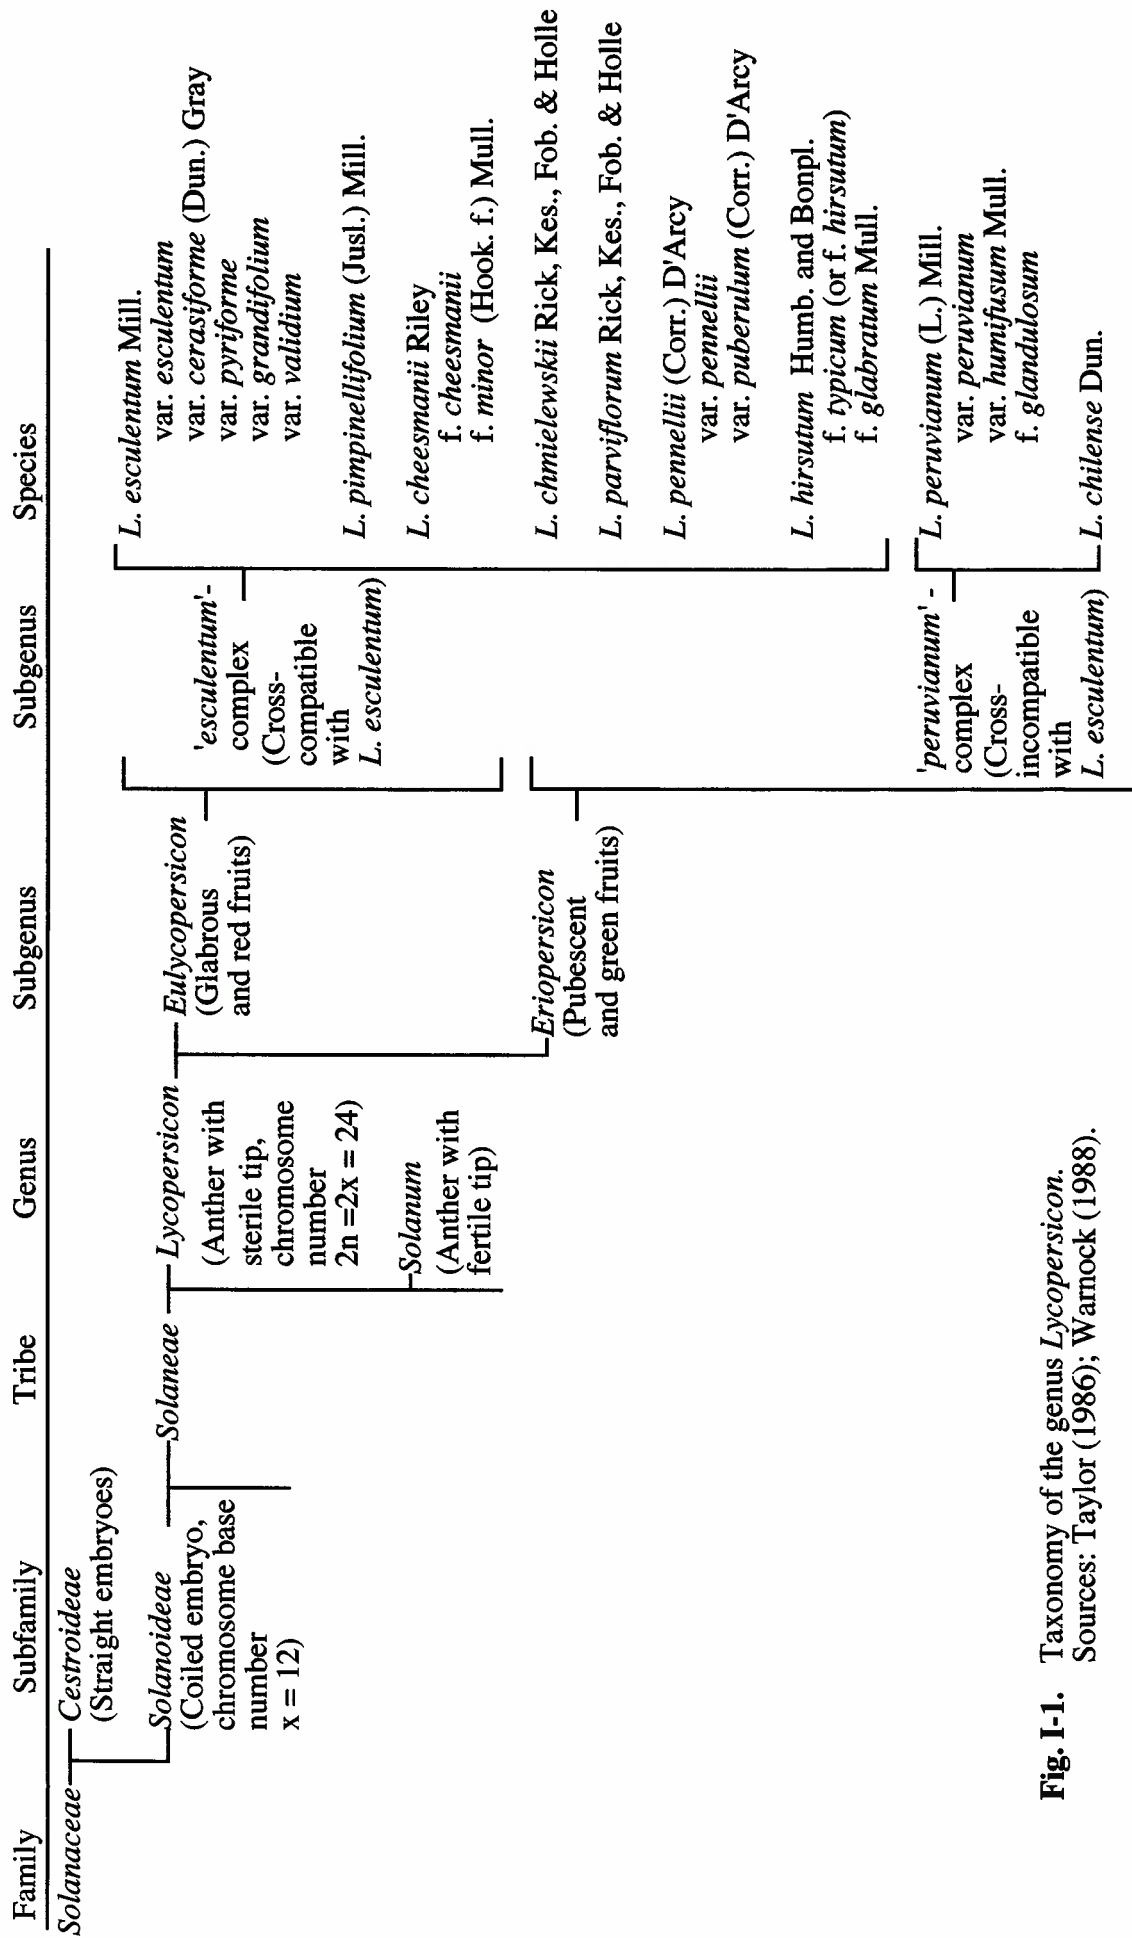 Family
Subfamily
Tribe
Genus
Subgenus
Subgenus
Species
Solanaceae
Cestroideae
(Straight embryoes)
Solanoideae
(Coiled embryo,
chromosome base
number
x = 12)
Solaneae
Lycopersicon
(Anther with
sterile tip,
chromosome
number
2n =2x = 24)
Solanum
(Anther with
fertile tip)
Eulycopersicon
(Glabrous
and red fruits)
Eriopersicon
(Pubescent
and green fruits)
'esculentum'-
complex
(Cross-
compatible
with
L. esculentum)
'peruvianum' -
complex
(Cross-
incompatible
with
L. esculentum)
L. esculentum Mill.
var. esculentum
var. cerasiforme (Dun.) Gray
var. pyriforme
var. grandifolium
var. validium
L. pimpinellifolium (Jusl.) Mill.
L. cheesmanii Riley
f. cheesmanii
f. minor (Hook. f.) Mull.
L. chmielewskii Rick, Kes., Fob. & Holle
L. parviflorum Rick, Kes., Fob. & Holle
L. pennellii (Corr.) D'Arcy
var. pennellii
var. puberulum (Corr.) D'Arcy
L. hirsutum Humb. and Bonpl.
f. typicum (or f. hirsutum)
f. glabratum Mull.
L. peruvianum (L.) Mill.
var. peruvianum
var. humifusum Mull.
f. glandulosum
L. chilense Dun.
Fig. I-1. Taxonomy of the genus Lycopersicon.
Sources: Taylor (1986); Warnock (1988).